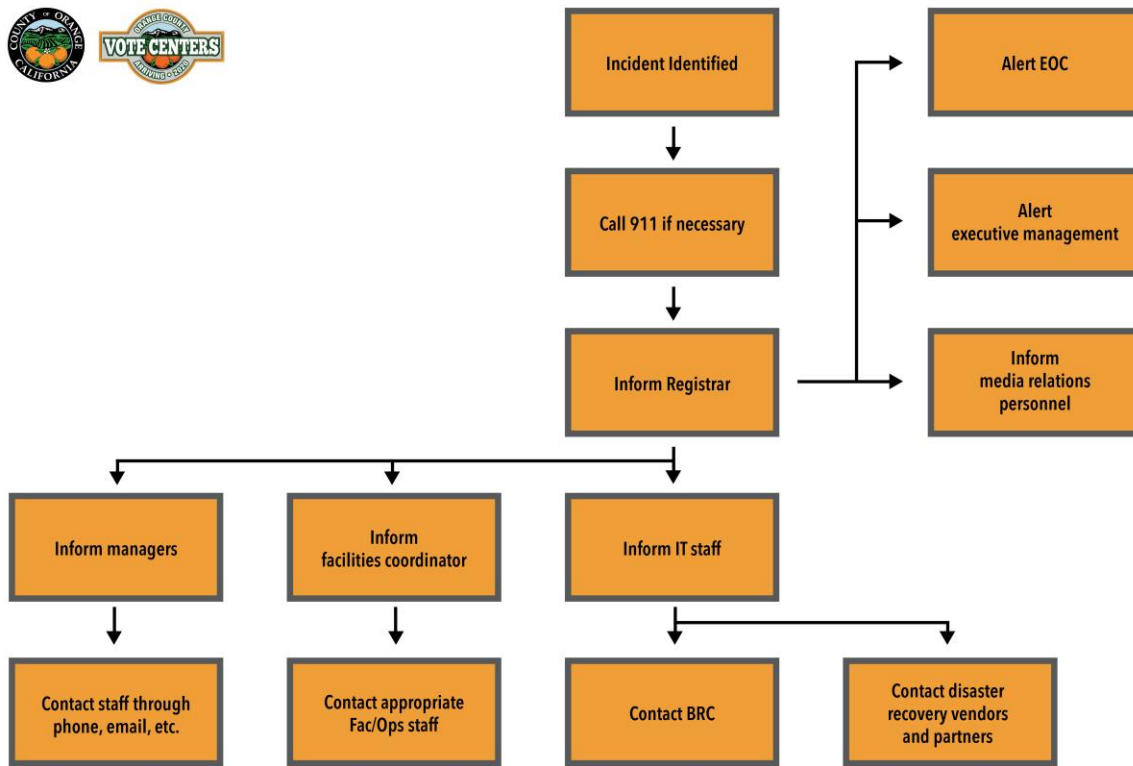 COUNTY OF ORANGE
CALIFORNIA
ORANGE COUNTY
VOTE CENTERS
ARRIVING • 2020
Incident Identified
Alert EOC
Call 911 if necessary
Alert
executive management
Inform Registrar
Inform
media relations
personnel
Inform managers
Inform
facilities coordinator
Inform IT staff
Contact staff through
phone, email, etc.
Contact appropriate
Fac/Ops staff
Contact BRC
Contact disaster
recovery vendors
and partners